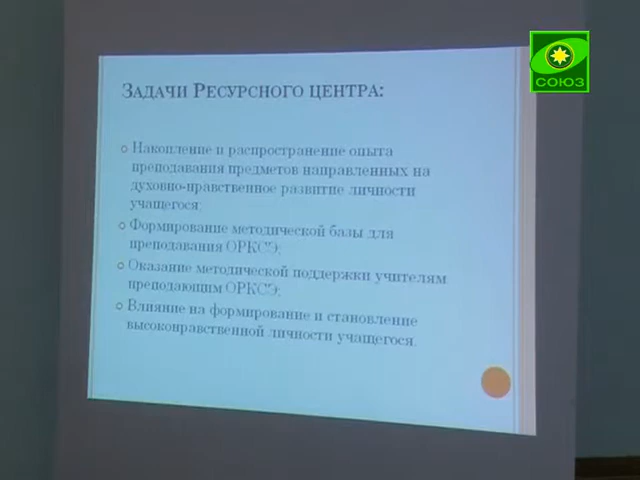 СОЮЗ
ЗАДАЧИ РЕСУРСНОГО ЦЕНТРА:
Накопление и распространение опыта
преподавания предметов направленных на
духовно-нравственное развитие личности
учащегося;
Формирование методической базы для
преподавания ОРКСЭ;
Оказание методической поддержки учителям
преподающим ОРКСЭ;
Влияние на формирование и становление
высоконравственной личности учащегося.